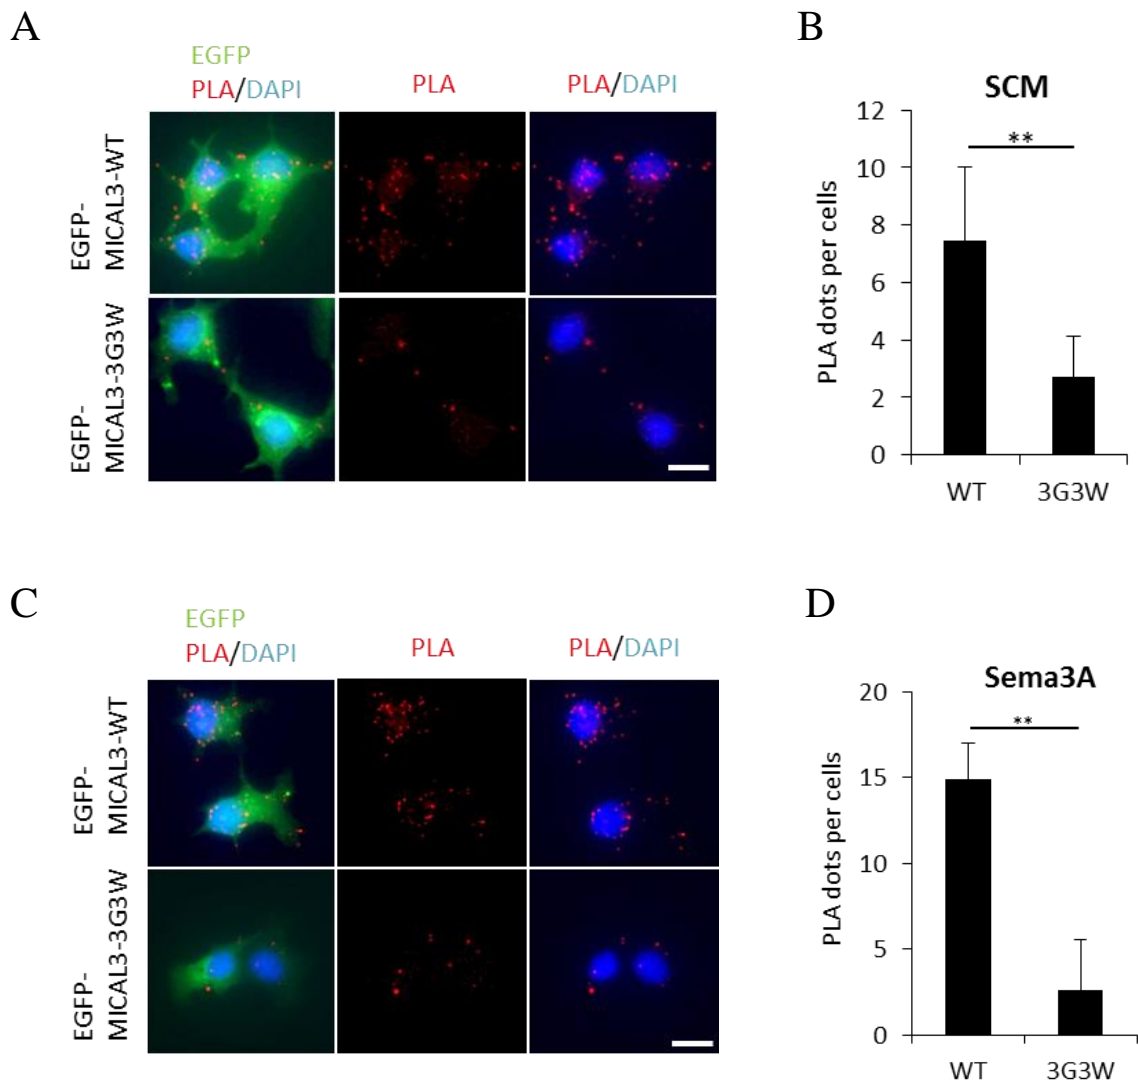 A
EGFP
PLA/DAPI
PLA
PLA/DAPI
EGFP-
MICAL3-WT
EGFP-
MICAL3-3G3W
B
SCM
**
12
10
8
6
4
2
0
PLA dots per cells
WT
3G3W
C
EGFP
PLA/DAPI
PLA
PLA/DAPI
EGFP-
MICAL3-WT
EGFP-
MICAL3-3G3W
D
Sema3A
**
20
15
10
5
0
PLA dots per cells
WT
3G3W